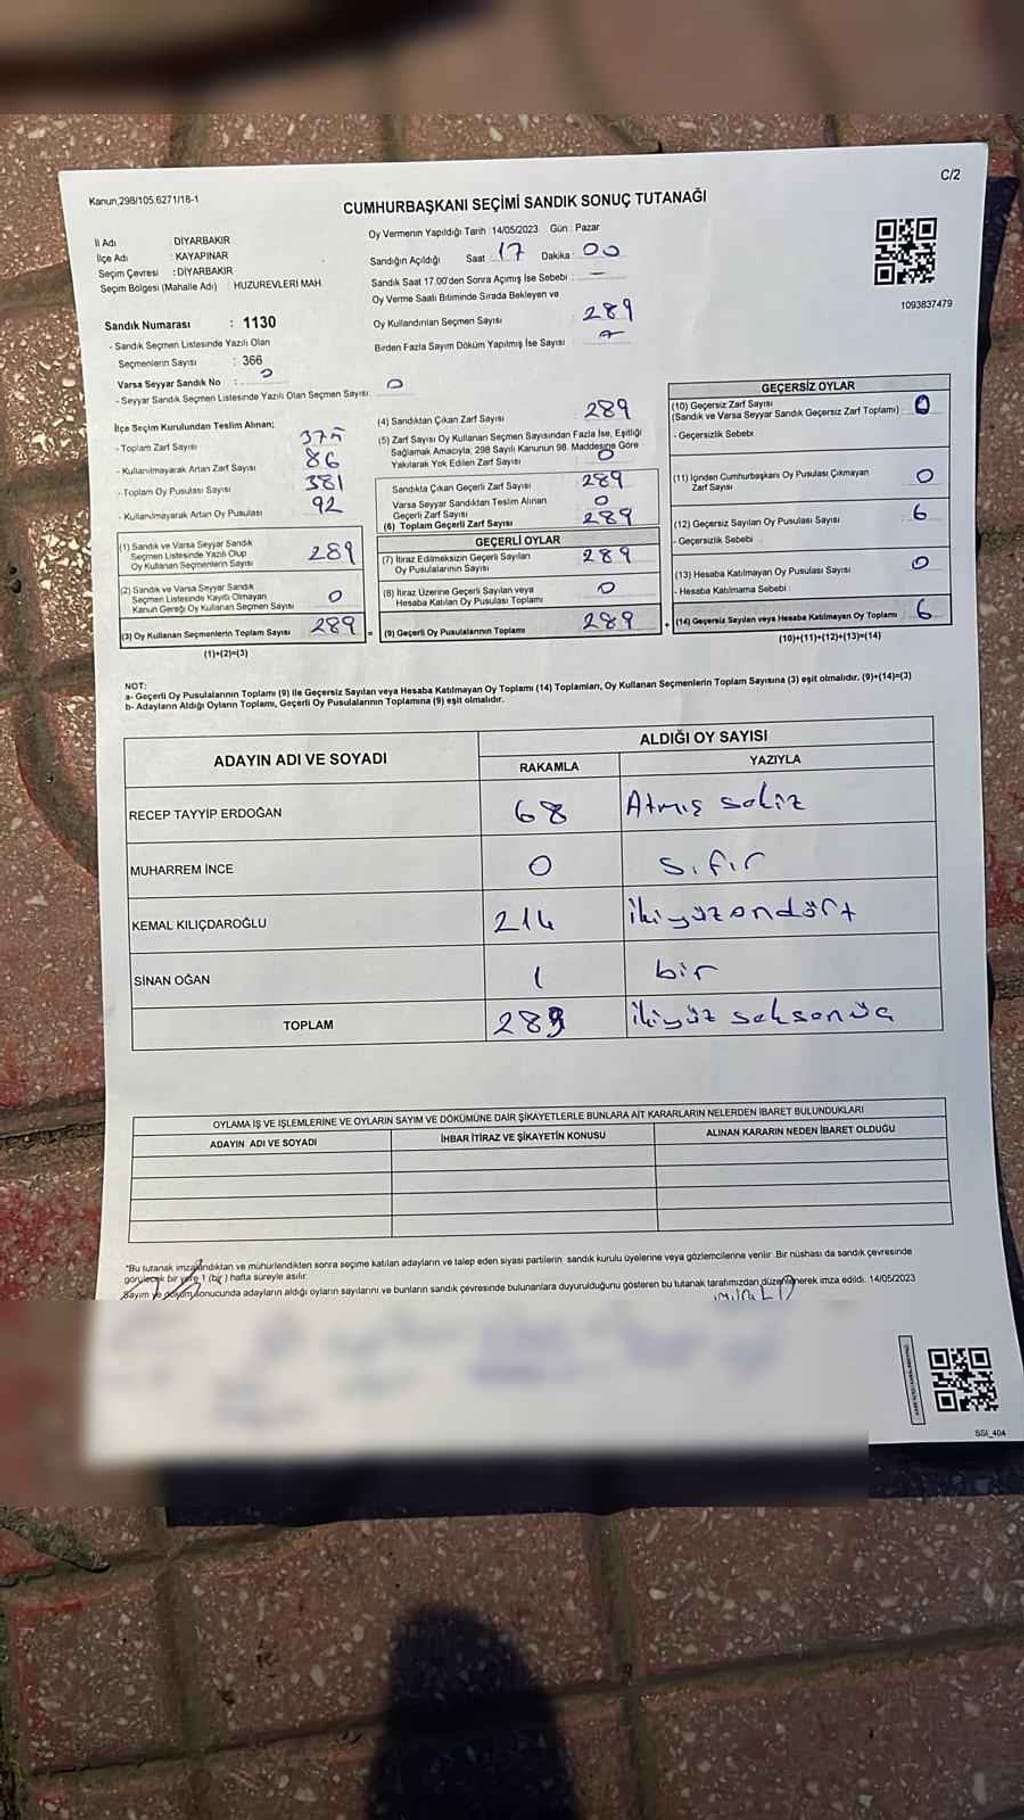 C/2
Kanun,298/105,6271/18-1
CUMHURBAŞKANI SEÇİMİ SANDIK SONUÇ TUTANAĞI
İl Adı DİYARBAKIR
İlçe Adı : KAYAPINAR
Seçim Çevresi : DİYARBAKIR
Seçim Bölgesi (Mahalle Adı) HUZUREVLERİ MAH.
Sandık Numarası : 1130
- Sandık Seçmen Listesinde Yazılı Olan
Seçmenlerin Sayısı : 366
Varsa Seyyar Sandık No : 0
- Seyyar Sandık Seçmen Listesinde Yazılı Olan Seçmen Sayısı: 0
Oy Vermenin Yapıldığı Tarih : 14/05/2023 Gün : Pazar
Sandığın Açıldığı Saat : 17 Dakika : 00
Sandık Saat 17.00'den Sonra Açımış İse Sebebi : —
Oy Verme Saati Bitiminde Sırada Bekleyen ve
Oy Kullandırılan Seçmen Sayısı 289
Birden Fazla Sayım Döküm Yapılmış İse Sayısı
1093837479
İlçe Seçim Kurulundan Teslim Alınan;
- Toplam Zarf Sayısı 375
- Kullanılmayarak Artan Zarf Sayısı 86
- Toplam Oy Pusulası Sayısı 381
- Kullanılmayarak Artan Oy Pusulası 92
(1) Sandık ve Varsa Seyyar Sandık
Seçmen Listesinde Yazılı Olup
Oy Kullanan Seçmenlerin Sayısı 289
(2) Sandık ve Varsa Seyyar Sandık
Seçmen Listesinde Kayıtlı Olmayan
Kanun Gereği Oy Kullanan Seçmen Sayısı 0
(3) Oy Kullanan Seçmenlerin Toplam Sayısı 289
(1)+(2)=(3)
(4) Sandıktan Çıkan Zarf Sayısı 289
(5) Zarf Sayısı Oy Kullanan Seçmen Sayısından Fazla İse, Eşitliği
Sağlamak Amacıyla; 298 Sayılı Kanunun 98. Maddesine Göre
Yakılarak Yok Edilen Zarf Sayısı 0
Sandıkta Çıkan Geçerli Zarf Sayısı 289
Varsa Seyyar Sandıktan Teslim Alınan
Geçerli Zarf Sayısı 0
(6) Toplam Geçerli Zarf Sayısı 289
GEÇERLİ OYLAR
(7) İtiraz Edilmeksizin Geçerli Sayılan
Oy Pusulalarının Sayısı 289
(8) İtiraz Üzerine Geçerli Sayılan veya
Hesaba Katılan Oy Pusulası Toplamı 0
= (9) Geçerli Oy Pusulalarının Toplamı 289
GEÇERSİZ OYLAR
(10) Geçersiz Zarf Sayısı
(Sandık ve Varsa Seyyar Sandık Geçersiz Zarf Toplamı) 0
- Geçersizlik Sebebi
(11) İçinden Cumhurbaşkanı Oy Pusulası Çıkmayan
Zarf Sayısı 0
(12) Geçersiz Sayılan Oy Pusulası Sayısı 6
- Geçersizlik Sebebi
(13) Hesaba Katılmayan Oy Pusulası Sayısı 0
- Hesaba Katılmama Sebebi
+ (14) Geçersiz Sayılan veya Hesaba Katılmayan Oy Toplamı 6
(10)+(11)+(12)+(13)=(14)
NOT:
a- Geçerli Oy Pusulalarının Toplamı (9) ile Geçersiz Sayılan veya Hesaba Katılmayan Oy Toplamı (14) Toplamları, Oy Kullanan Seçmenlerin Toplam Sayısına (3) eşit olmalıdır. (9)+(14)=(3)
b- Adayların Aldığı Oyların Toplamı, Geçerli Oy Pusulalarının Toplamına (9) eşit olmalıdır.
ADAYIN ADI VE SOYADI ALDIĞI OY SAYISI
RAKAMLA YAZIYLA
RECEP TAYYİP ERDOĞAN 68 Atmış sekiz
MUHARREM İNCE 0 sıfır
KEMAL KILIÇDAROĞLU 214 ikiyüzondört
SİNAN OĞAN 1 bir
TOPLAM 283 ikiyüz seksenüç
OYLAMA İŞ VE İŞLEMLERİNE VE OYLARIN SAYIM VE DÖKÜMÜNE DAİR ŞİKAYETLERLE BUNLARA AİT KARARLARIN NELERDEN İBARET BULUNDUKLARI
ADAYIN ADI VE SOYADI İHBAR İTİRAZ VE ŞİKAYETİN KONUSU ALINAN KARARIN NEDEN İBARET OLDUĞU
*Bu tutanak imzalandıktan ve mühürlendikten sonra seçime katılan adayların ve talep eden siyasi partilerin sandık kurulu üyelerine veya gözlemcilerine verilir. Bir nüshası da sandık çevresinde
görülecek bir yere 1 (bir) hafta süreyle asılır.
Sayım ve döküm sonucunda adayların aldığı oyların sayılarını ve bunların sandık çevresinde bulunanlara duyurulduğunu gösteren bu tutanak tarafımızdan düzenlenerek imza edildi. 14/05/2023
SSI_404